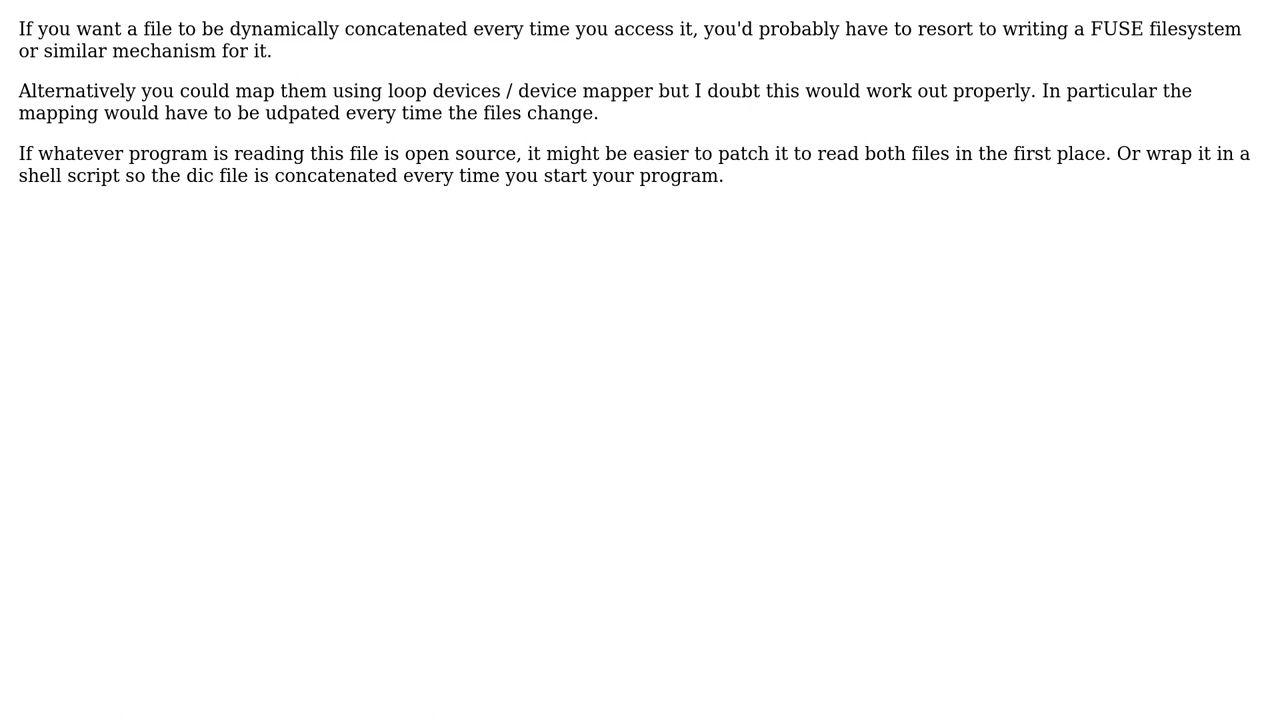 If you want a file to be dynamically concatenated every time you access it, you'd probably have to resort to writing a FUSE filesystem
or similar mechanism for it.
Alternatively you could map them using loop devices / device mapper but I doubt this would work out properly. In particular the
mapping would have to be udpated every time the files change.
If whatever program is reading this file is open source, it might be easier to patch it to read both files in the first place. Or wrap it in a
shell script so the dic file is concatenated every time you start your program.